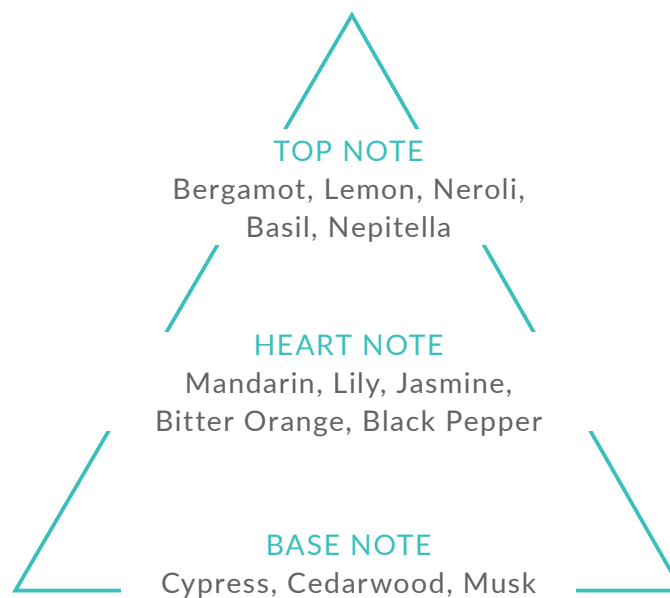 TOP NOTE
Bergamot, Lemon, Neroli,
Basil, Nepitella
HEART NOTE
Mandarin, Lily, Jasmine,
Bitter Orange, Black Pepper
BASE NOTE
Cypress, Cedarwood, Musk